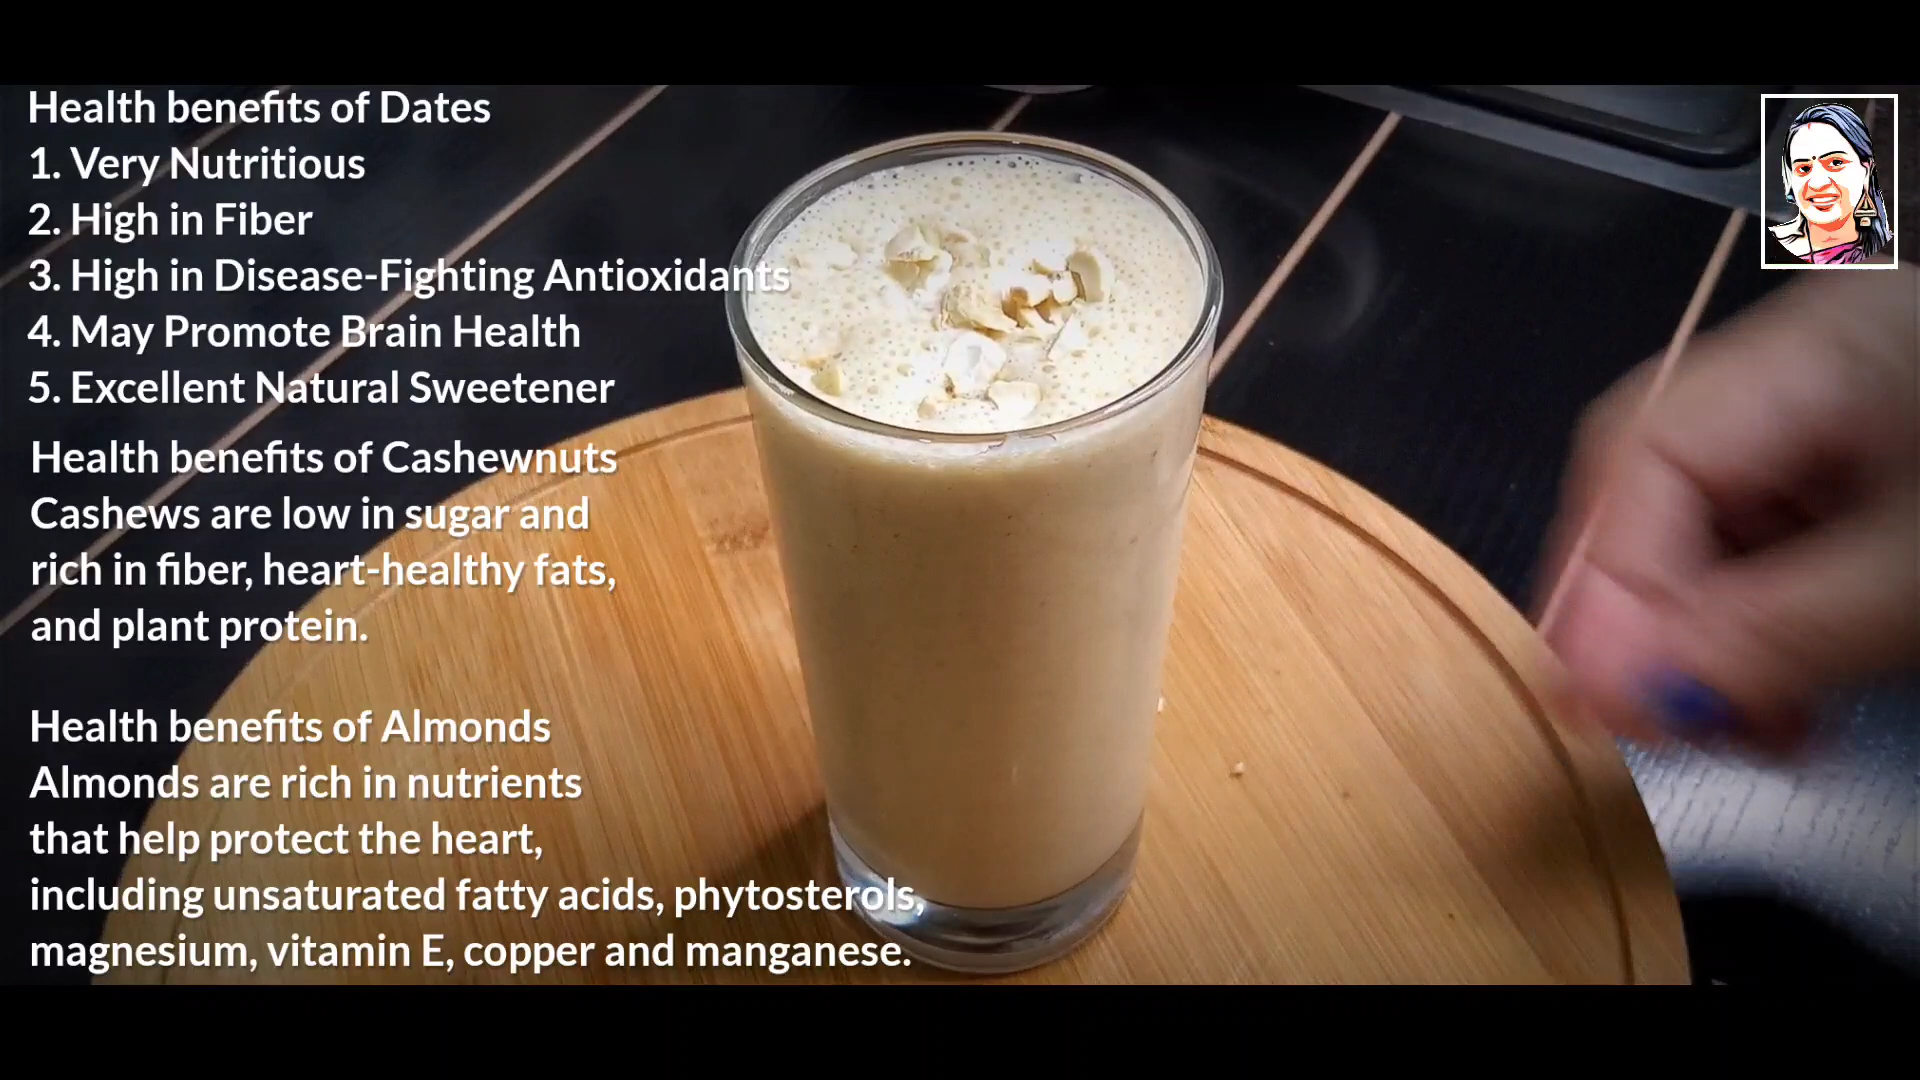 Health benefits of Dates
1. Very Nutritious
2. High in Fiber
3. High in Disease-Fighting Antioxidants
4. May Promote Brain Health
5. Excellent Natural Sweetener
Health benefits of Cashewnuts
Cashews are low in sugar and
rich in fiber, heart-healthy fats,
and plant protein.
Health benefits of Almonds
Almonds are rich in nutrients
that help protect the heart,
including unsaturated fatty acids, phytosterols,
magnesium, vitamin E, copper and manganese.